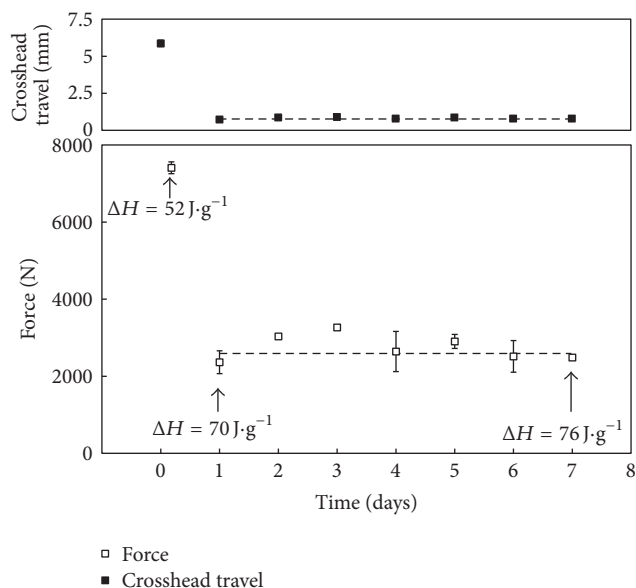 7.5
5
2.5
0
Crosshead
travel (mm)
8000
6000
4000
2000
0
Force (N)
ΔH = 52 J·g⁻¹
ΔH = 70 J·g⁻¹
ΔH = 76 J·g⁻¹
0 1 2 3 4 5 6 7 8
Time (days)
Force
Crosshead travel